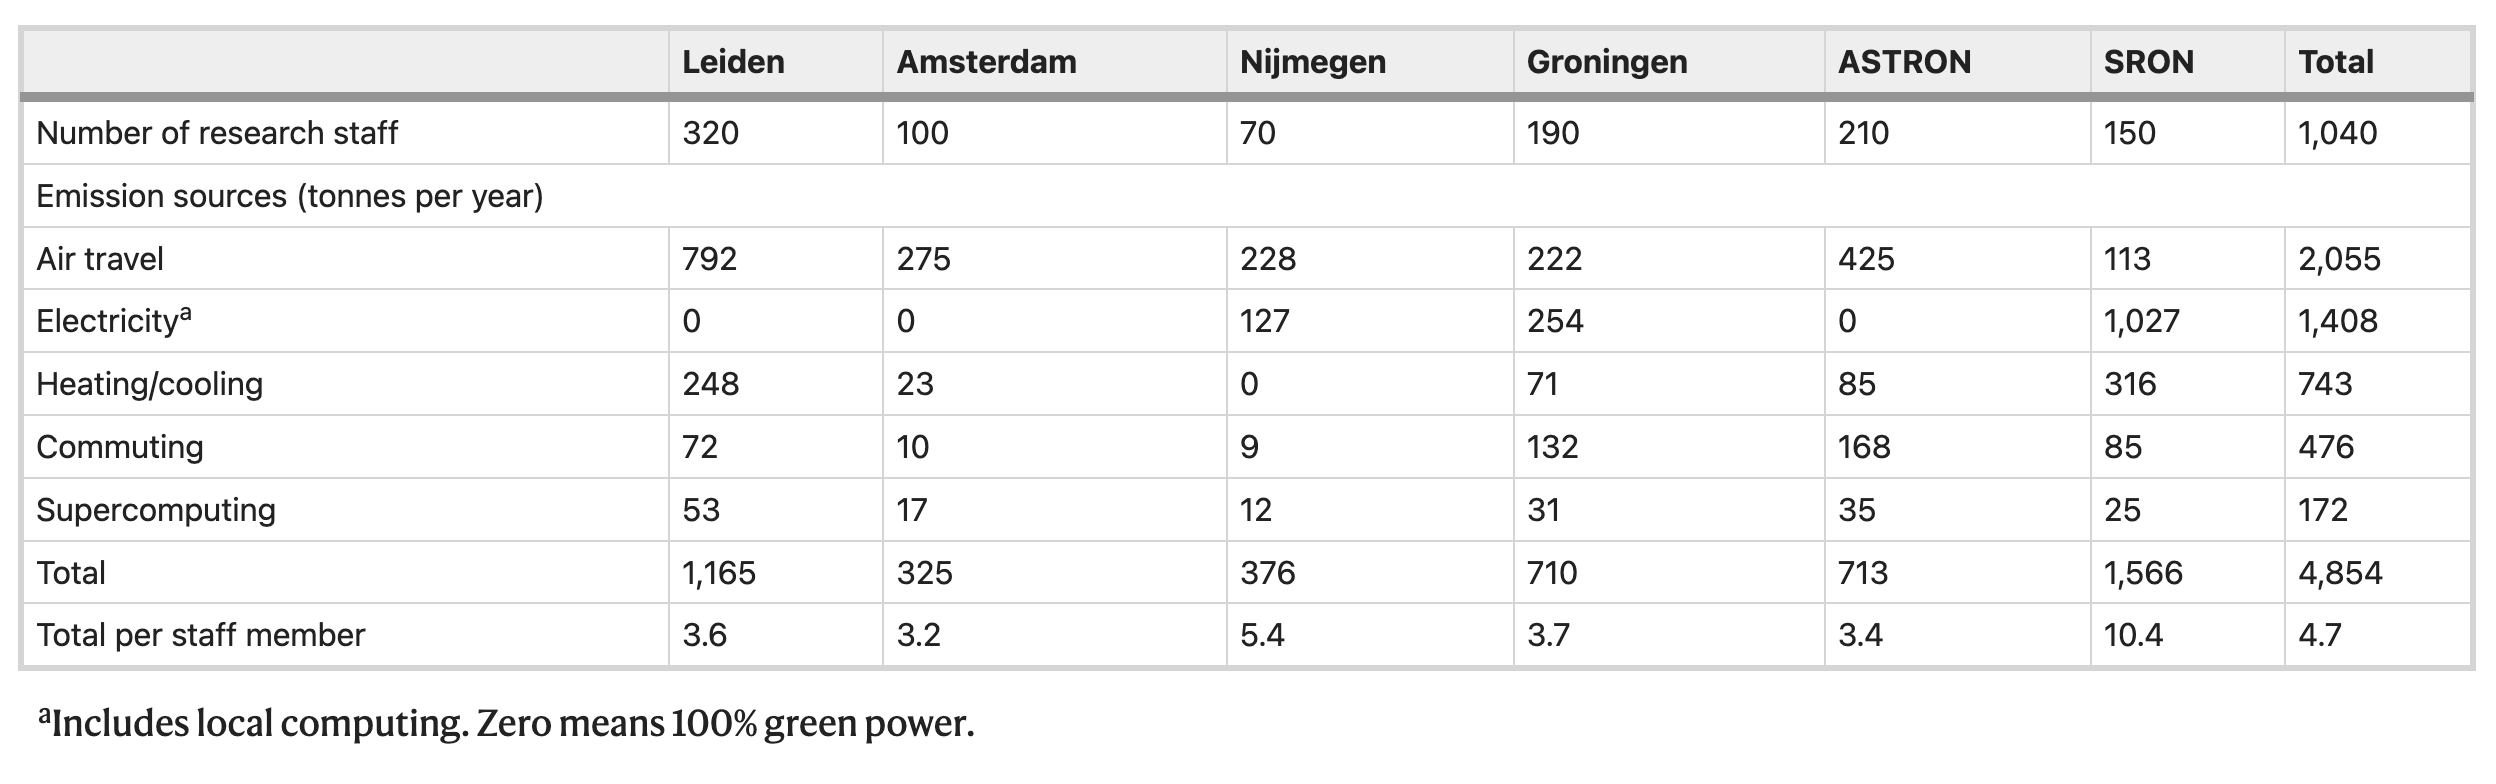 Leiden Amsterdam Nijmegen Groningen ASTRON SRON Total
Number of research staff 320 100 70 190 210 150 1,040
Emission sources (tonnes per year)
Air travel 792 275 228 222 425 113 2,055
Electricityᵃ 0 0 127 254 0 1,027 1,408
Heating/cooling 248 23 0 71 85 316 743
Commuting 72 10 9 132 168 85 476
Supercomputing 53 17 12 31 35 25 172
Total 1,165 325 376 710 713 1,566 4,854
Total per staff member 3.6 3.2 5.4 3.7 3.4 10.4 4.7
ᵃIncludes local computing. Zero means 100% green power.